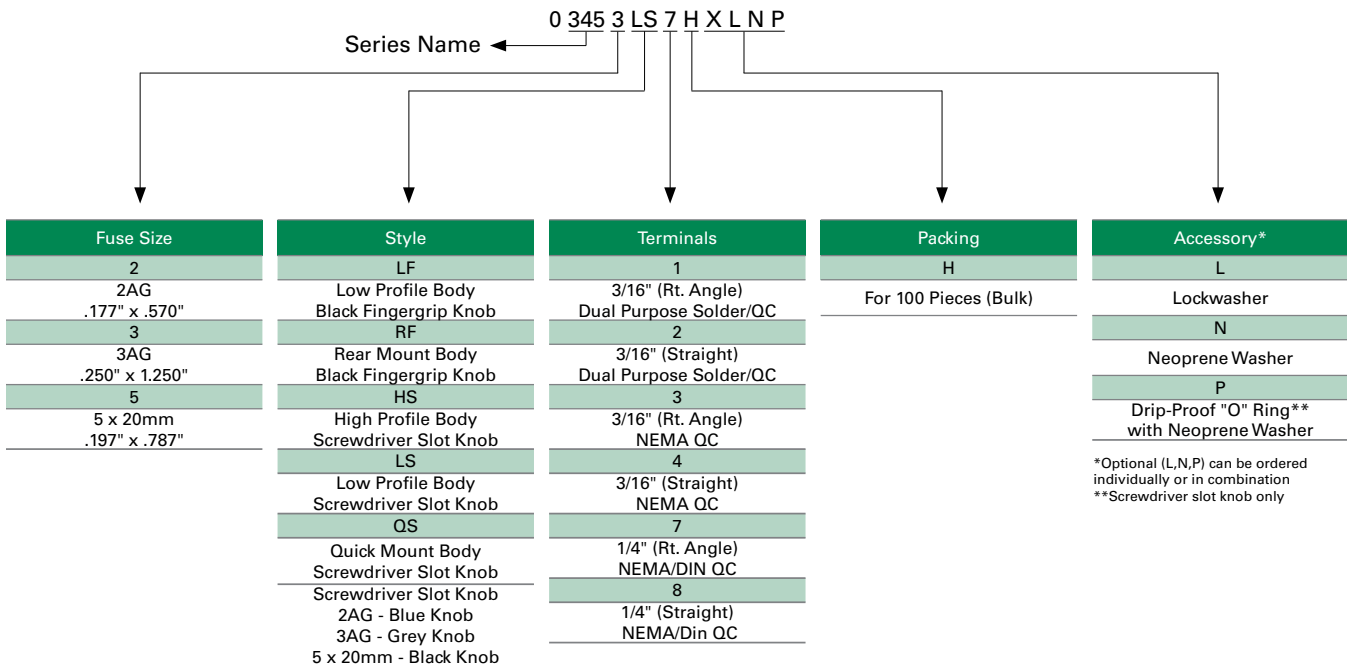 0 345 3 LS 7 H X L N P
Series Name
Fuse Size
2
2AG
.177" x .570"
3
3AG
.250" x 1.250"
5
5 x 20mm
.197" x .787"
Style
LF
Low Profile Body
Black Fingergrip Knob
RF
Rear Mount Body
Black Fingergrip Knob
HS
High Profile Body
Screwdriver Slot Knob
LS
Low Profile Body
Screwdriver Slot Knob
QS
Quick Mount Body
Screwdriver Slot Knob
Screwdriver Slot Knob
2AG - Blue Knob
3AG - Grey Knob
5 x 20mm - Black Knob
Terminals
1
3/16" (Rt. Angle)
Dual Purpose Solder/QC
2
3/16" (Straight)
Dual Purpose Solder/QC
3
3/16" (Rt. Angle)
NEMA QC
4
3/16" (Straight)
NEMA QC
7
1/4" (Rt. Angle)
NEMA/DIN QC
8
1/4" (Straight)
NEMA/Din QC
Packing
H
For 100 Pieces (Bulk)
Accessory*
L
Lockwasher
N
Neoprene Washer
P
Drip-Proof "O" Ring**
with Neoprene Washer
*Optional (L,N,P) can be ordered
individually or in combination
**Screwdriver slot knob only